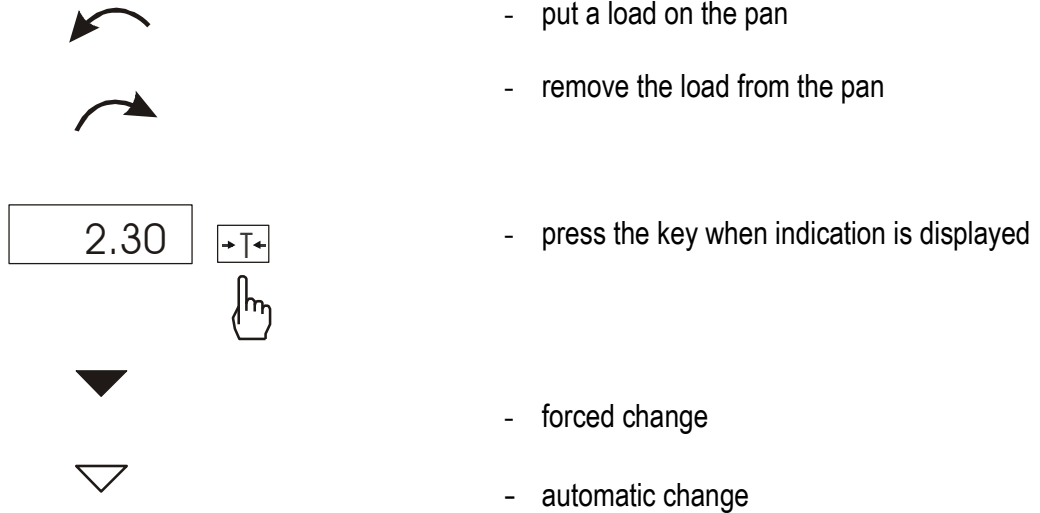 - put a load on the pan
- remove the load from the pan
2.30 →T← - press the key when indication is displayed
- forced change
- automatic change